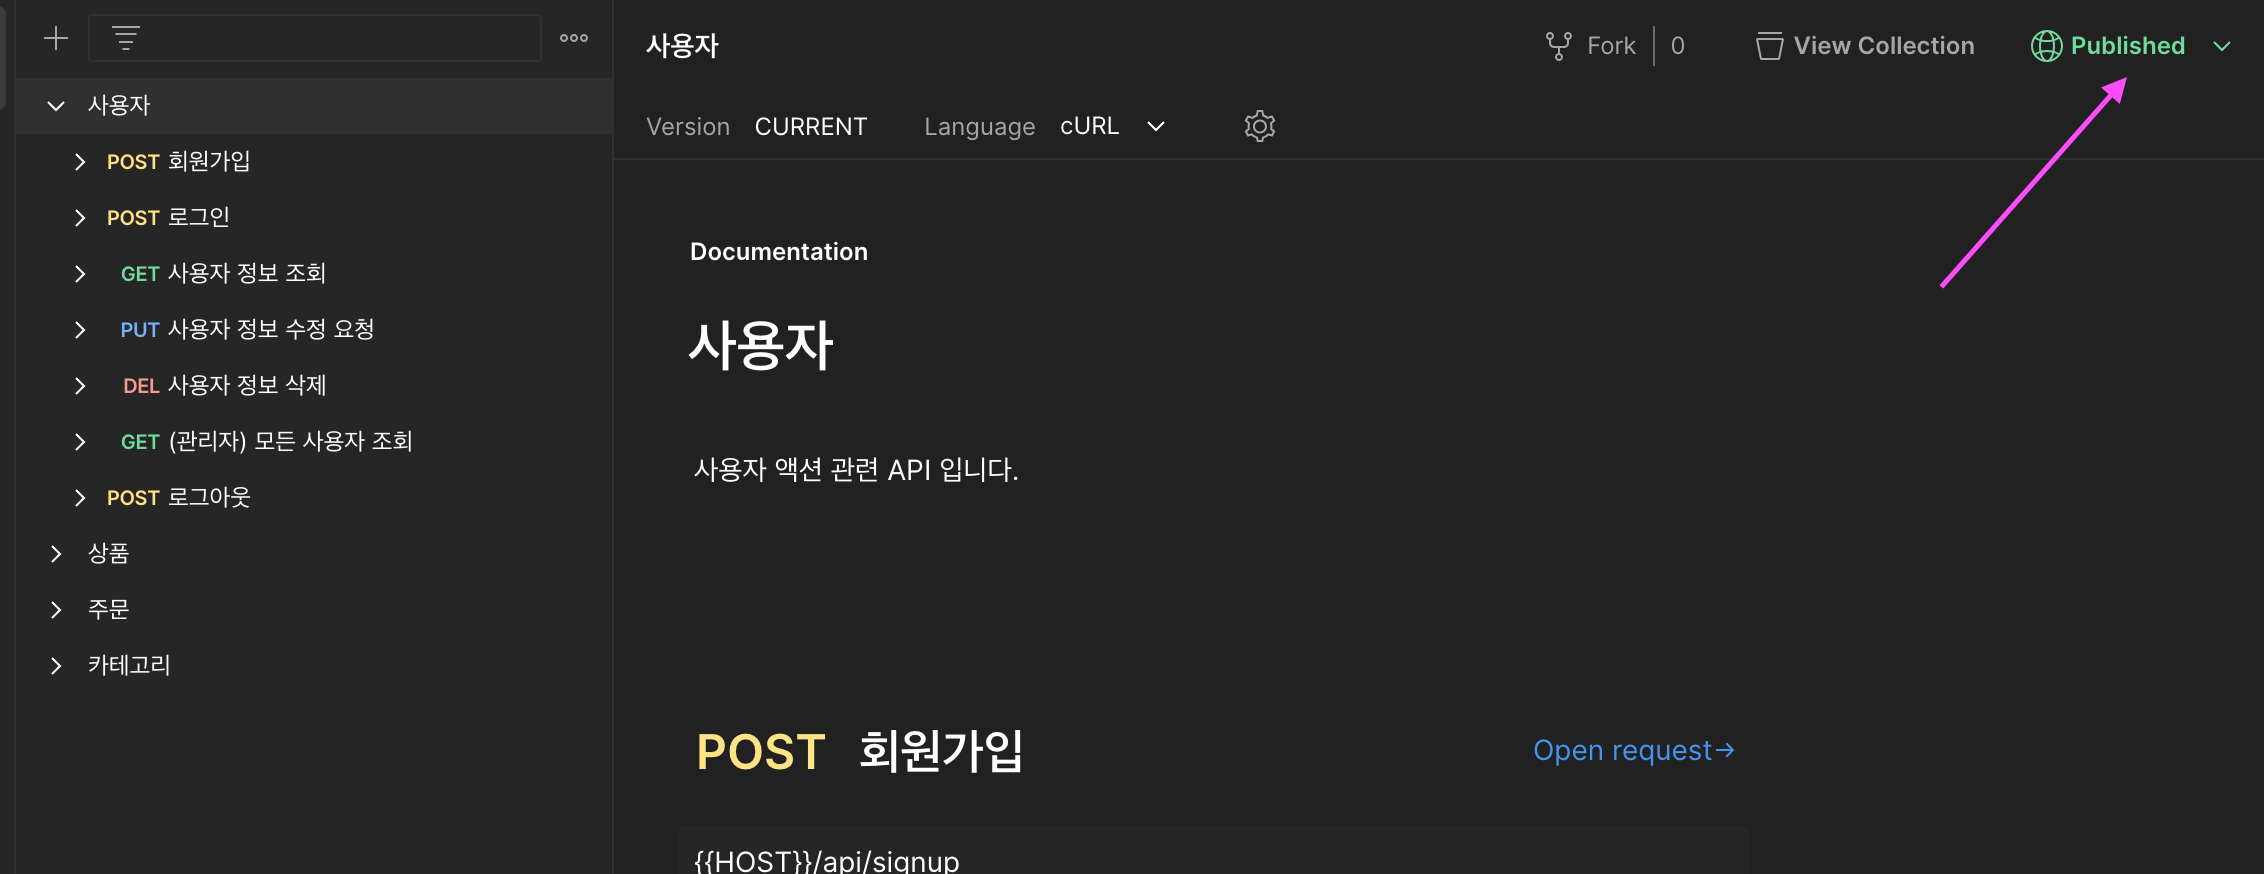 사용자
POST 회원가입
POST 로그인
GET 사용자 정보 조회
PUT 사용자 정보 수정 요청
DEL 사용자 정보 삭제
GET (관리자) 모든 사용자 조회
POST 로그아웃
상품
주문
카테고리
사용자
Fork 0
View Collection
Published
Version CURRENT Language cURL
Documentation
사용자
사용자 액션 관련 API 입니다.
POST 회원가입
Open request→
{{HOST}}/api/signup